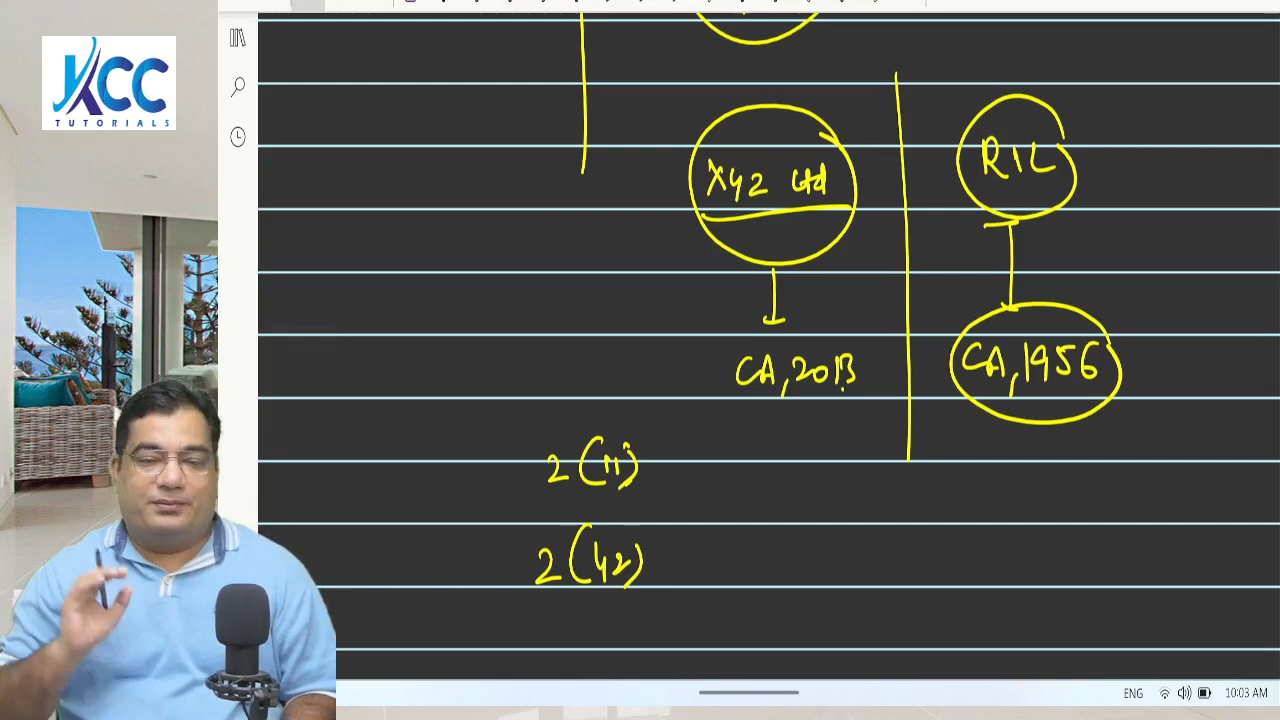 KCC
TUTORIALS
XYZ Ltd
RIL
CA, 2013
CA, 1956
2 (11)
2 (42)
ENG
10:03 AM